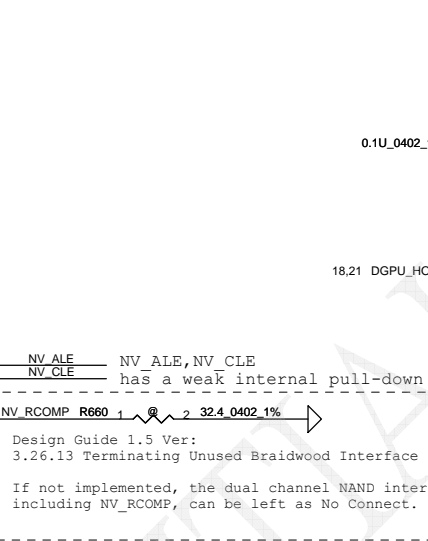 0.1U_0402_
18,21 DGPU_HO
NV_ALE NV_ALE,NV_CLE
NV_CLE has a weak internal pull-down
NV_RCOMP R660 1 @ 2 32.4_0402_1%
Design Guide 1.5 Ver:
3.26.13 Terminating Unused Braidwood Interface
If not implemented, the dual channel NAND inter
including NV_RCOMP, can be left as No Connect.